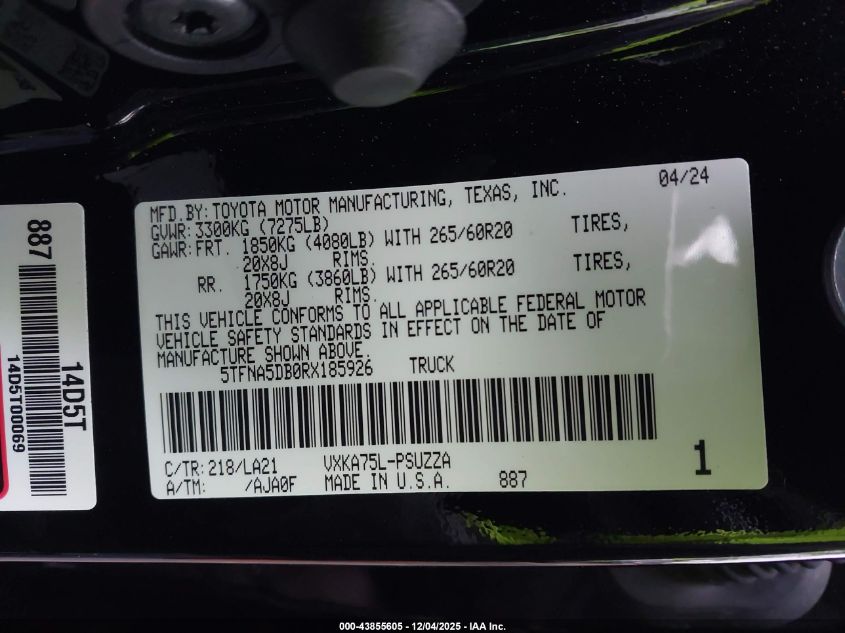 MFD.BY:TOYOTA MOTOR MANUFACTURING, TEXAS, INC. 04/24
GVWR:3300KG (7275LB)
GAWR:FRT. 1850KG (4080LB) WITH 265/60R20 TIRES,
20X8J RIMS.
RR. 1750KG (3860LB) WITH 265/60R20 TIRES,
20X8J RIMS.
THIS VEHICLE CONFORMS TO ALL APPLICABLE FEDERAL MOTOR
VEHICLE SAFETY STANDARDS IN EFFECT ON THE DATE OF
MANUFACTURE SHOWN ABOVE.
5TFNA5DB0RX185926 TRUCK
C/TR:218/LA21 VXKA75L-PSUZZA
A/TM: /AJA0F MADE IN U.S.A. 887
1
887
14D5T
14D5T00069
000-43855605 - 12/04/2025 - IAA Inc.